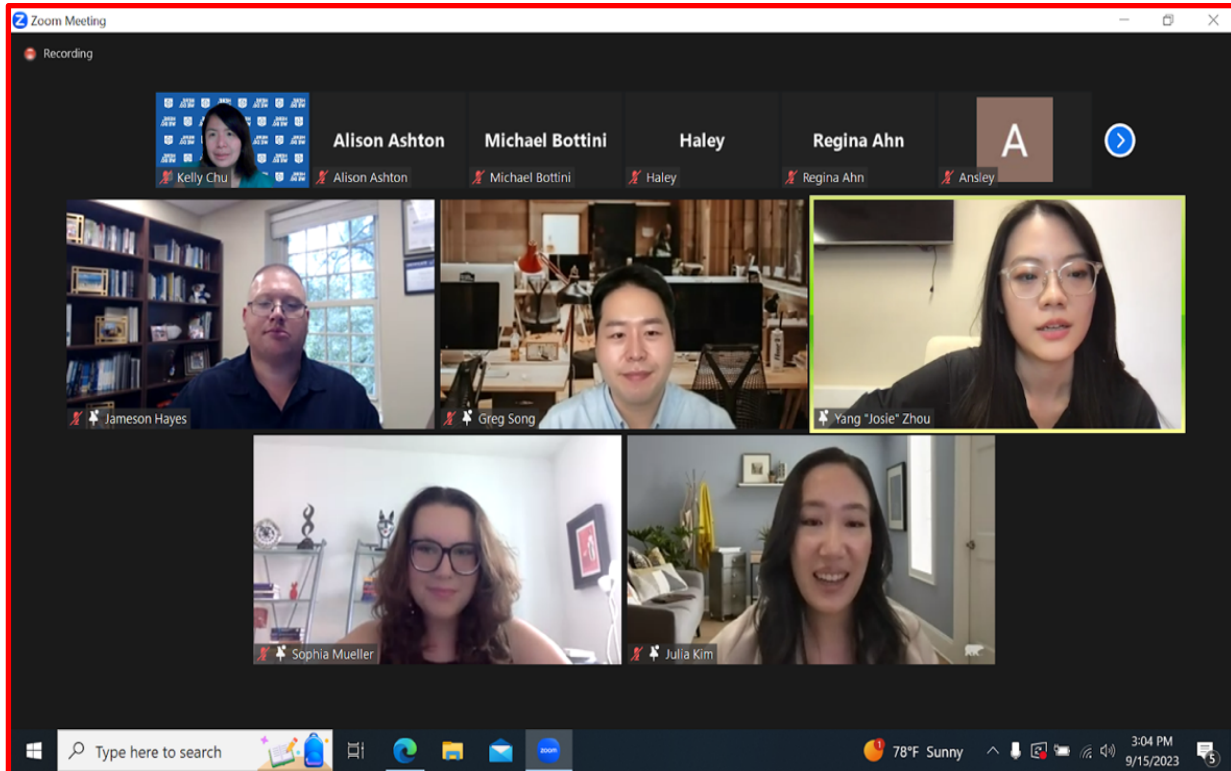 Zoom Meeting
Recording
Alison Ashton
Michael Bottini
Haley
Regina Ahn
A
Kelly Chu
Alison Ashton
Michael Bottini
Haley
Regina Ahn
Ansley
Jameson Hayes
Greg Song
Yang "Josie" Zhou
Sophia Mueller
Julia Kim
Type here to search
zoom
1
78°F Sunny
3:04 PM
9/15/2023
5